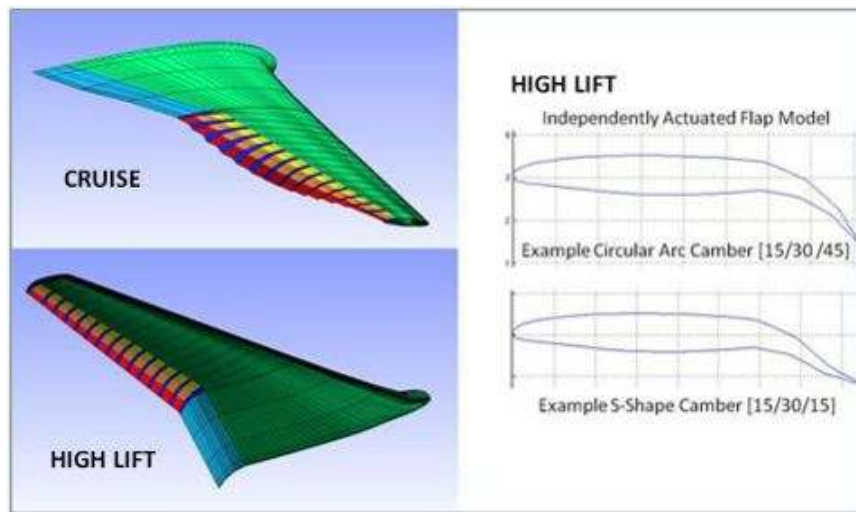 CRUISE
HIGH LIFT
HIGH LIFT
Independently Actuated Flap Model
Example Circular Arc Camber [15/30/45]
Example S-Shape Camber [15/30/15]